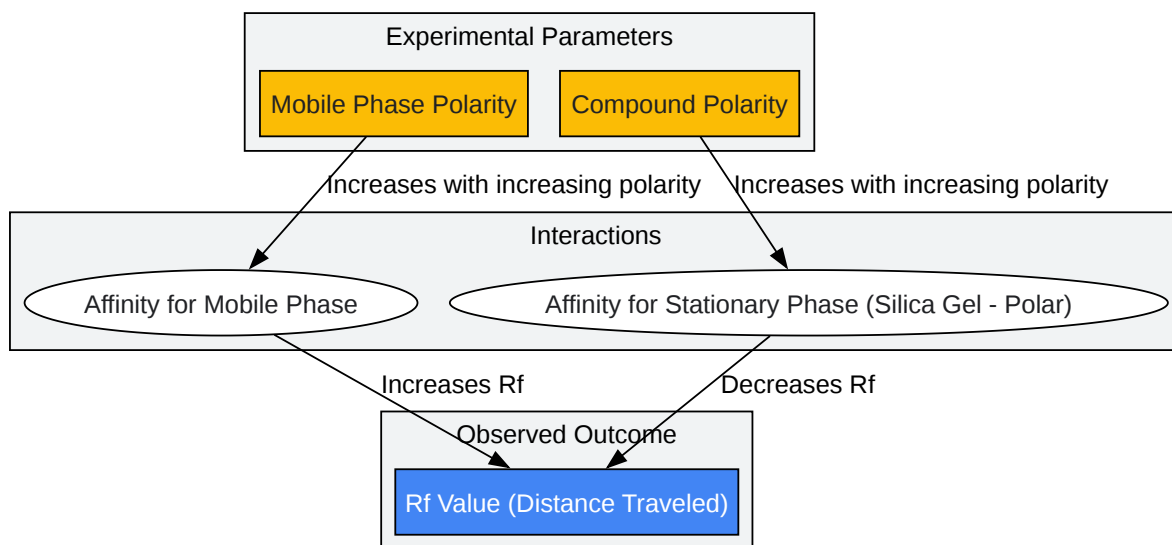 Experimental Parameters
Mobile Phase Polarity
Compound Polarity
Increases with increasing polarity
Increases with increasing polarity
Interactions
Affinity for Mobile Phase
Affinity for Stationary Phase (Silica Gel - Polar)
Increases Rf
Decreases Rf
Observed Outcome
Rf Value (Distance Traveled)